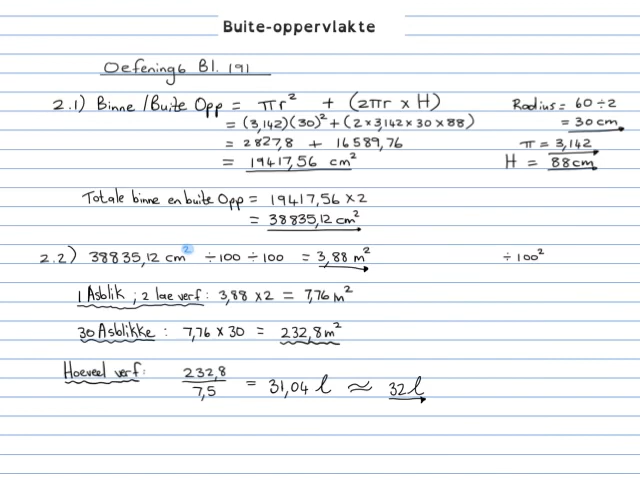 Buite-oppervlakte
Oefening 6 Bl. 191
2.1) Binne/Buite Opp = πr² + (2πr × H) Radius = 60 ÷ 2
= (3,142)(30)² + (2 × 3,142 × 30 × 88) = 30 cm
= 2827,8 + 16589,76 π = 3,142
= 19417,56 cm² H = 88cm
Totale binne en buite Opp = 19417,56 × 2
= 38835,12 cm²
2.2) 38835,12 cm² ÷ 100 ÷ 100 = 3,88 m² ÷ 100²
1 Asblik ; 2 lae verf : 3,88 × 2 = 7,76 m²
30 Asblikke : 7,76 × 30 = 232,8 m²
Hoeveel verf : 232,8 / 7,5 = 31,04 l ≈ 32 l